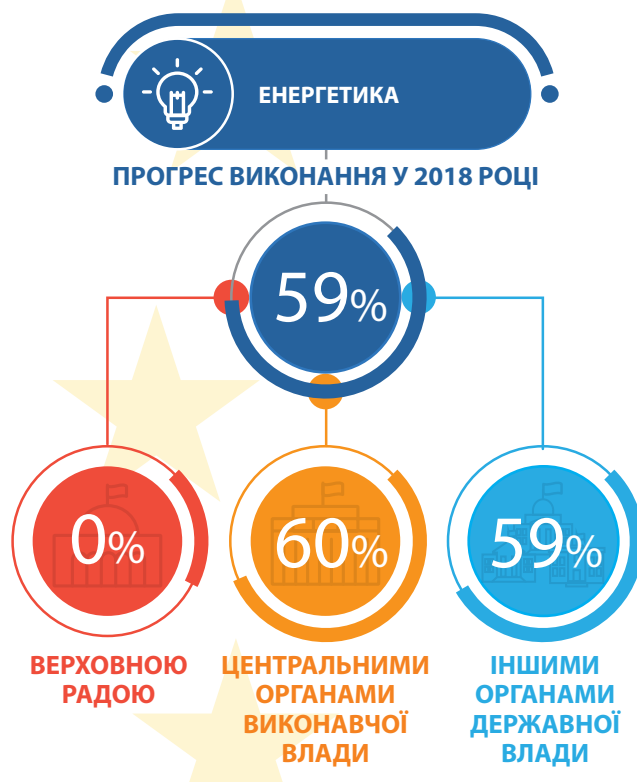 ЕНЕРГЕТИКА
ПРОГРЕС ВИКОНАННЯ У 2018 РОЦІ
59%
0%
60%
59%
ВЕРХОВНОЮ
РАДОЮ
ЦЕНТРАЛЬНИМИ
ОРГАНАМИ
ВИКОНАВЧОЇ
ВЛАДИ
ІНШИМИ
ОРГАНАМИ
ДЕРЖАВНОЇ
ВЛАДИ